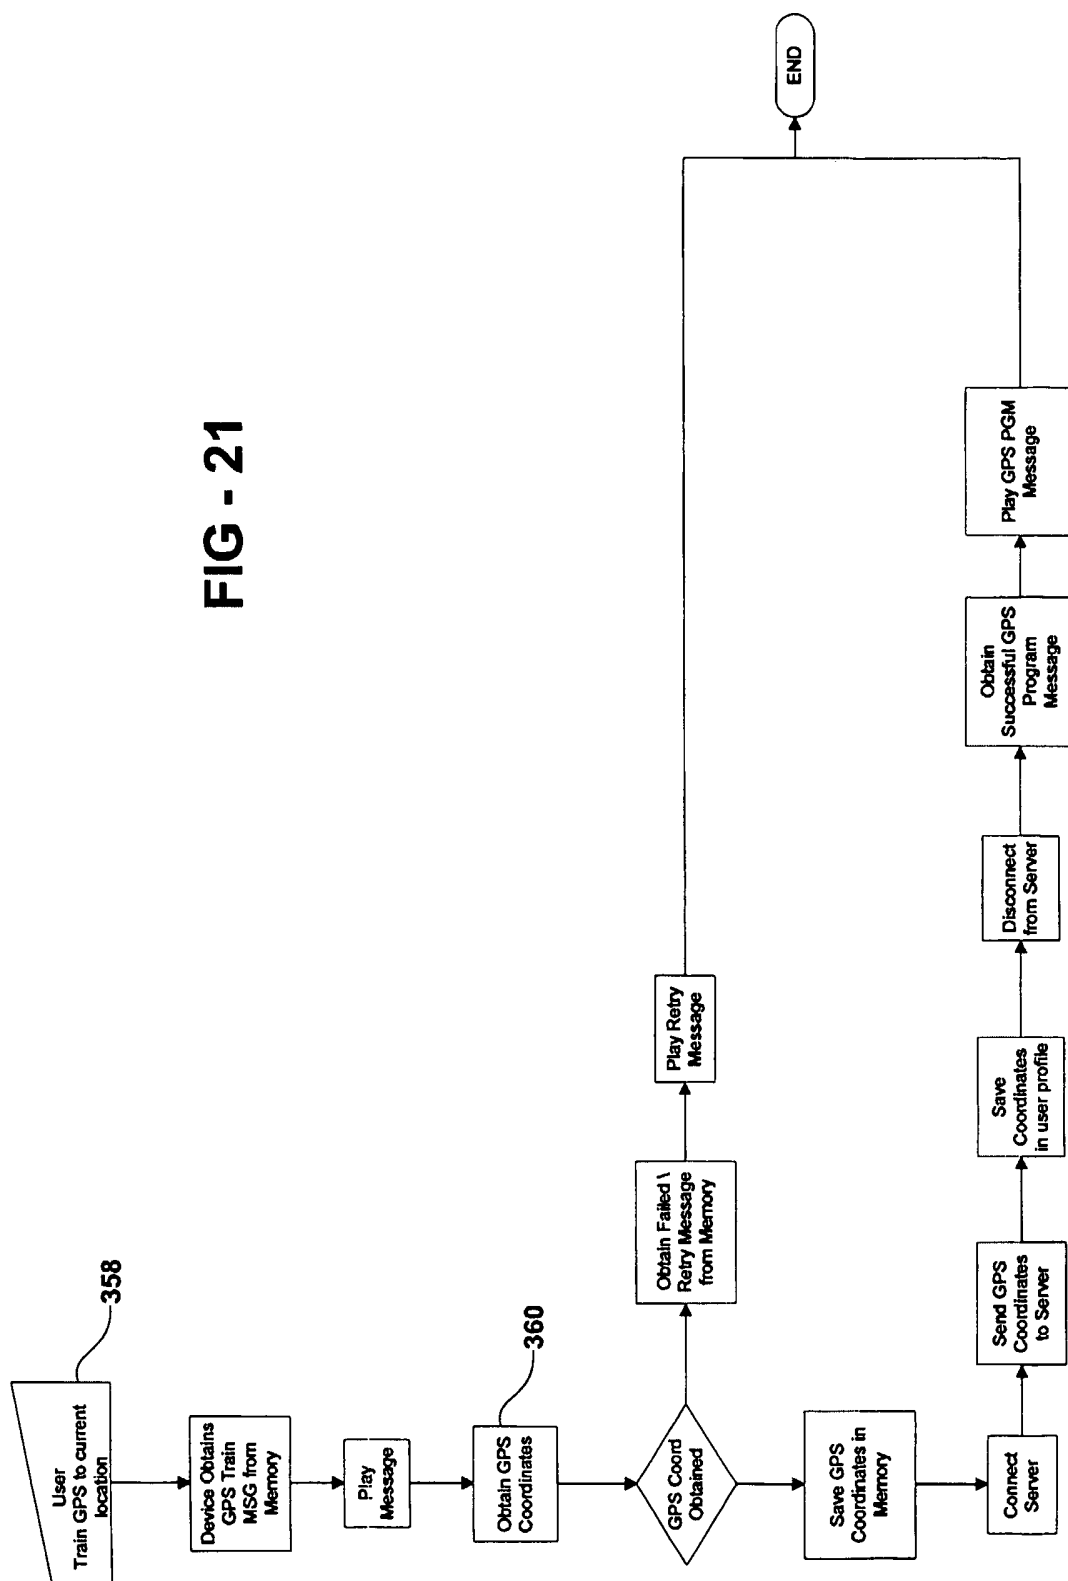 FIG - 21
User
Train GPS to current
location
358
Device Obtains
GPS Train
MSG from
Memory
Play
Message
Obtain GPS
Coordinates
360
GPS Coord
Obtained
Obtain Failed \
Retry Message
from Memory
Play Retry
Message
Save GPS
Coordinates in
Memory
Connect
Server
Send GPS
Coordinates
to Server
Save
Coordinates
in user profile
Disconnect
from Server
Obtain
Successful GPS
Program
Message
Play GPS PGM
Message
END